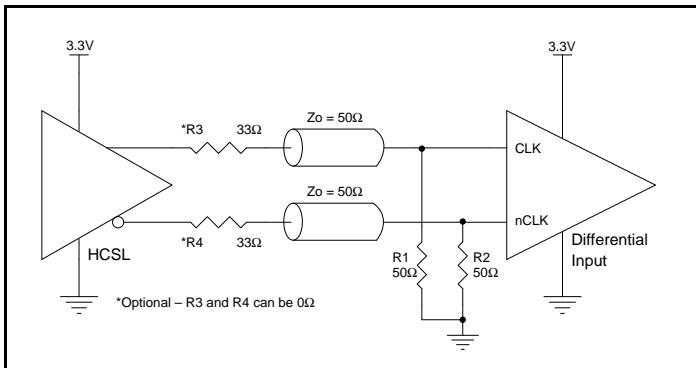 3.3V
3.3V
*R3
33Ω
Zo = 50Ω
CLK
Zo = 50Ω
*R4
33Ω
nCLK
HCSL
R1
50Ω
R2
50Ω
Differential
Input
*Optional – R3 and R4 can be 0Ω